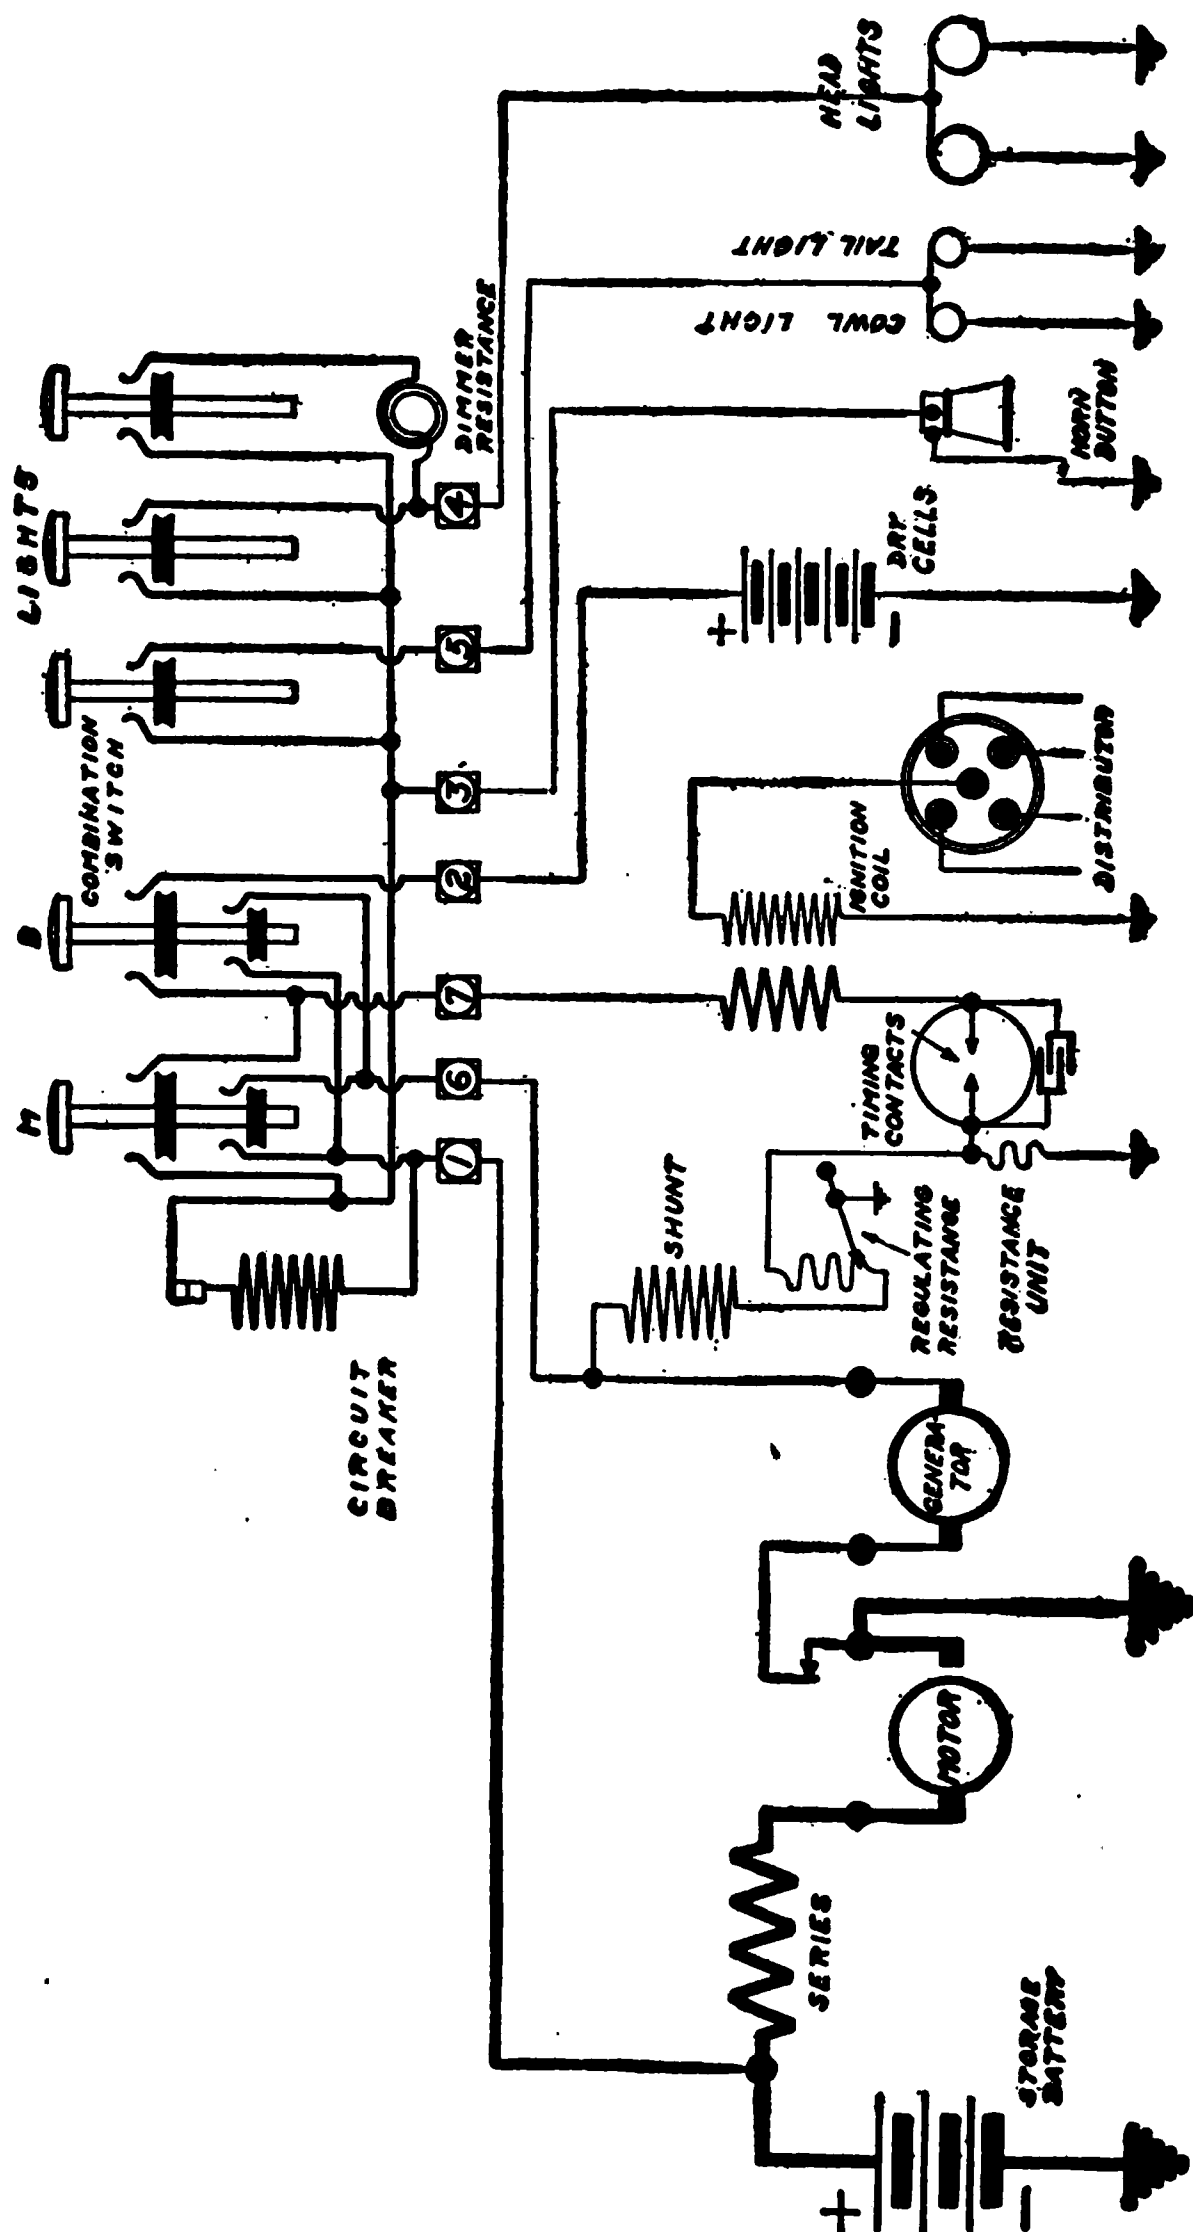 M
B
LIGHTS
COMBINATION
SWITCH
1
6
7
2
3
5
4
DIMMER
RESISTANCE
CIRCUIT
BREAKER
SHUNT
REGULATING
RESISTANCE
RESISTANCE
UNIT
TIMING
CONTACTS
IGNITION
COIL
DISTRIBUTOR
+
-
DRY
CELLS
HORN
BUTTON
COWL LIGHT
TAIL LIGHT
HEAD
LIGHTS
+
-
STORAGE
BATTERY
SERIES
MOTOR
GENERA-
TOR